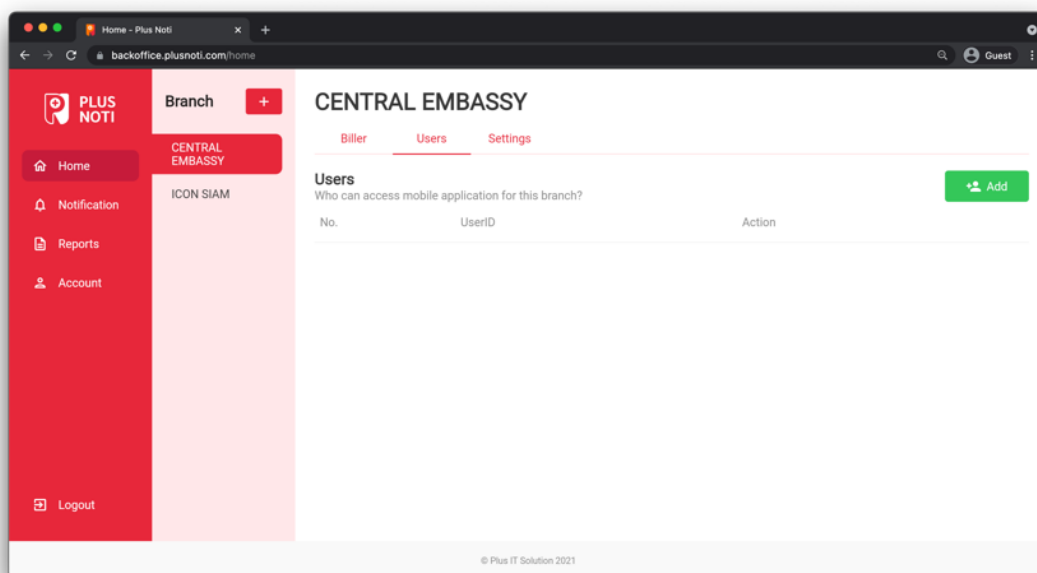 Home - Plus Noti
backoffice.plusnoti.com/home
Guest
PLUS
NOTI
Home
Notification
Reports
Account
Logout
Branch
CENTRAL
EMBASSY
ICON SIAM
CENTRAL EMBASSY
Biller Users Settings
Users
Who can access mobile application for this branch?
Add
No. UserID Action
© Plus IT Solution 2021